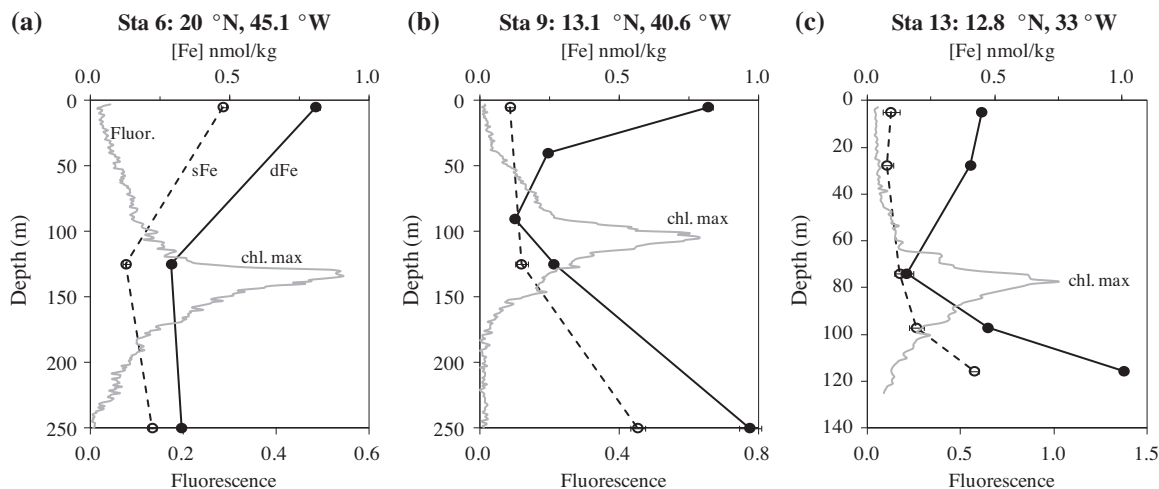 (a) Sta 6: 20 °N, 45.1 °W
[Fe] nmol/kg
0.0 0.5 1.0
0
50
100
150
200
250
Depth (m)
Fluor.
sFe
dFe
chl. max
0.0 0.2 0.4 0.6
Fluorescence
(b) Sta 9: 13.1 °N, 40.6 °W
[Fe] nmol/kg
0.0 0.5 1.0
0
50
100
150
200
250
Depth (m)
chl. max
0.0 0.4 0.8
Fluorescence
(c) Sta 13: 12.8 °N, 33 °W
[Fe] nmol/kg
0.0 0.5 1.0
0
20
40
60
80
100
120
140
Depth (m)
chl. max
0.0 0.5 1.0 1.5
Fluorescence